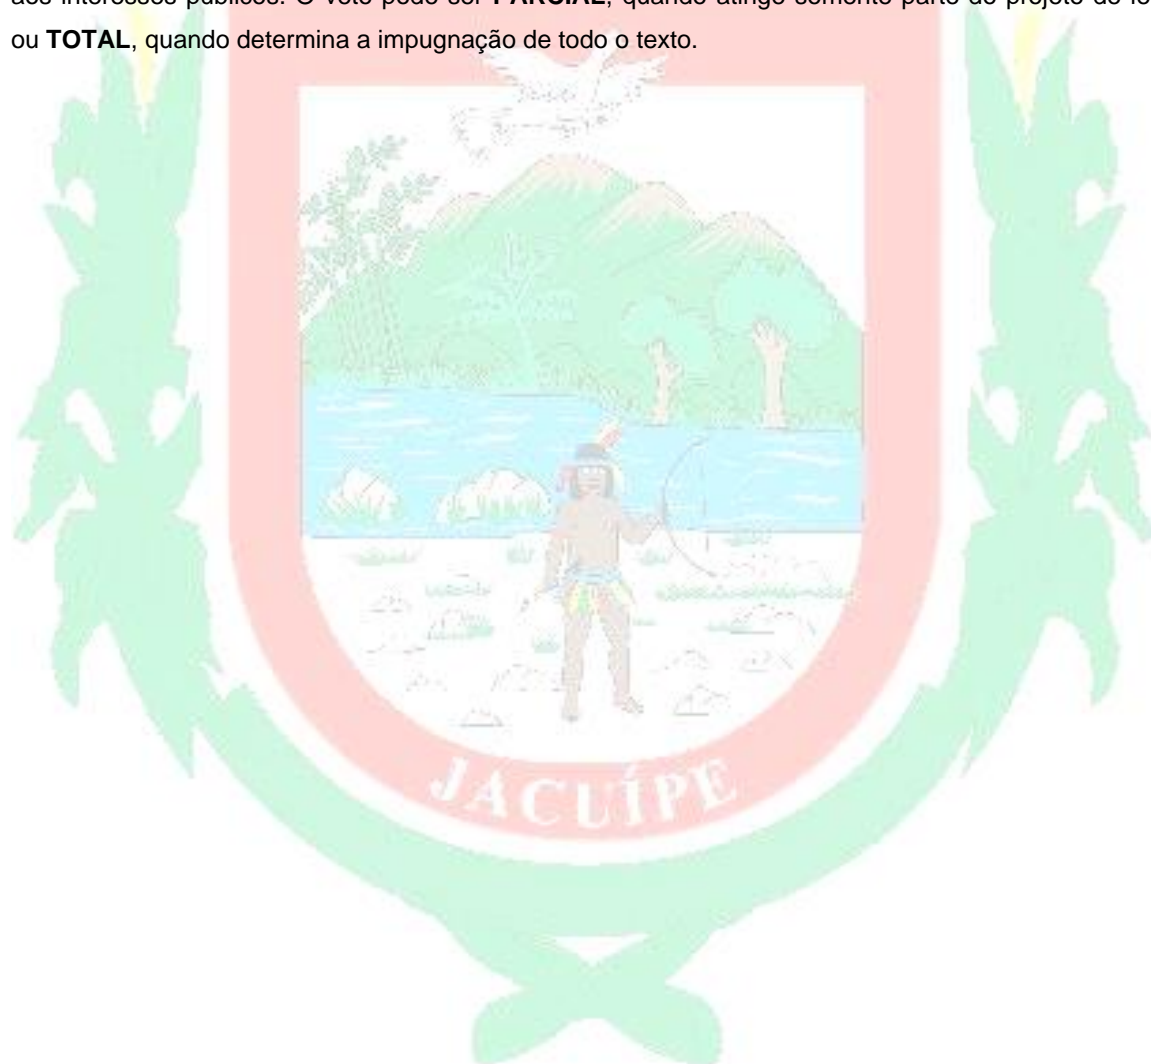 aos interesses públicos. O veto pode ser PARCIAL, quando atinge somente parte do projeto de
ou TOTAL, quando determina a impugnação de todo o texto.
JACUÍPE